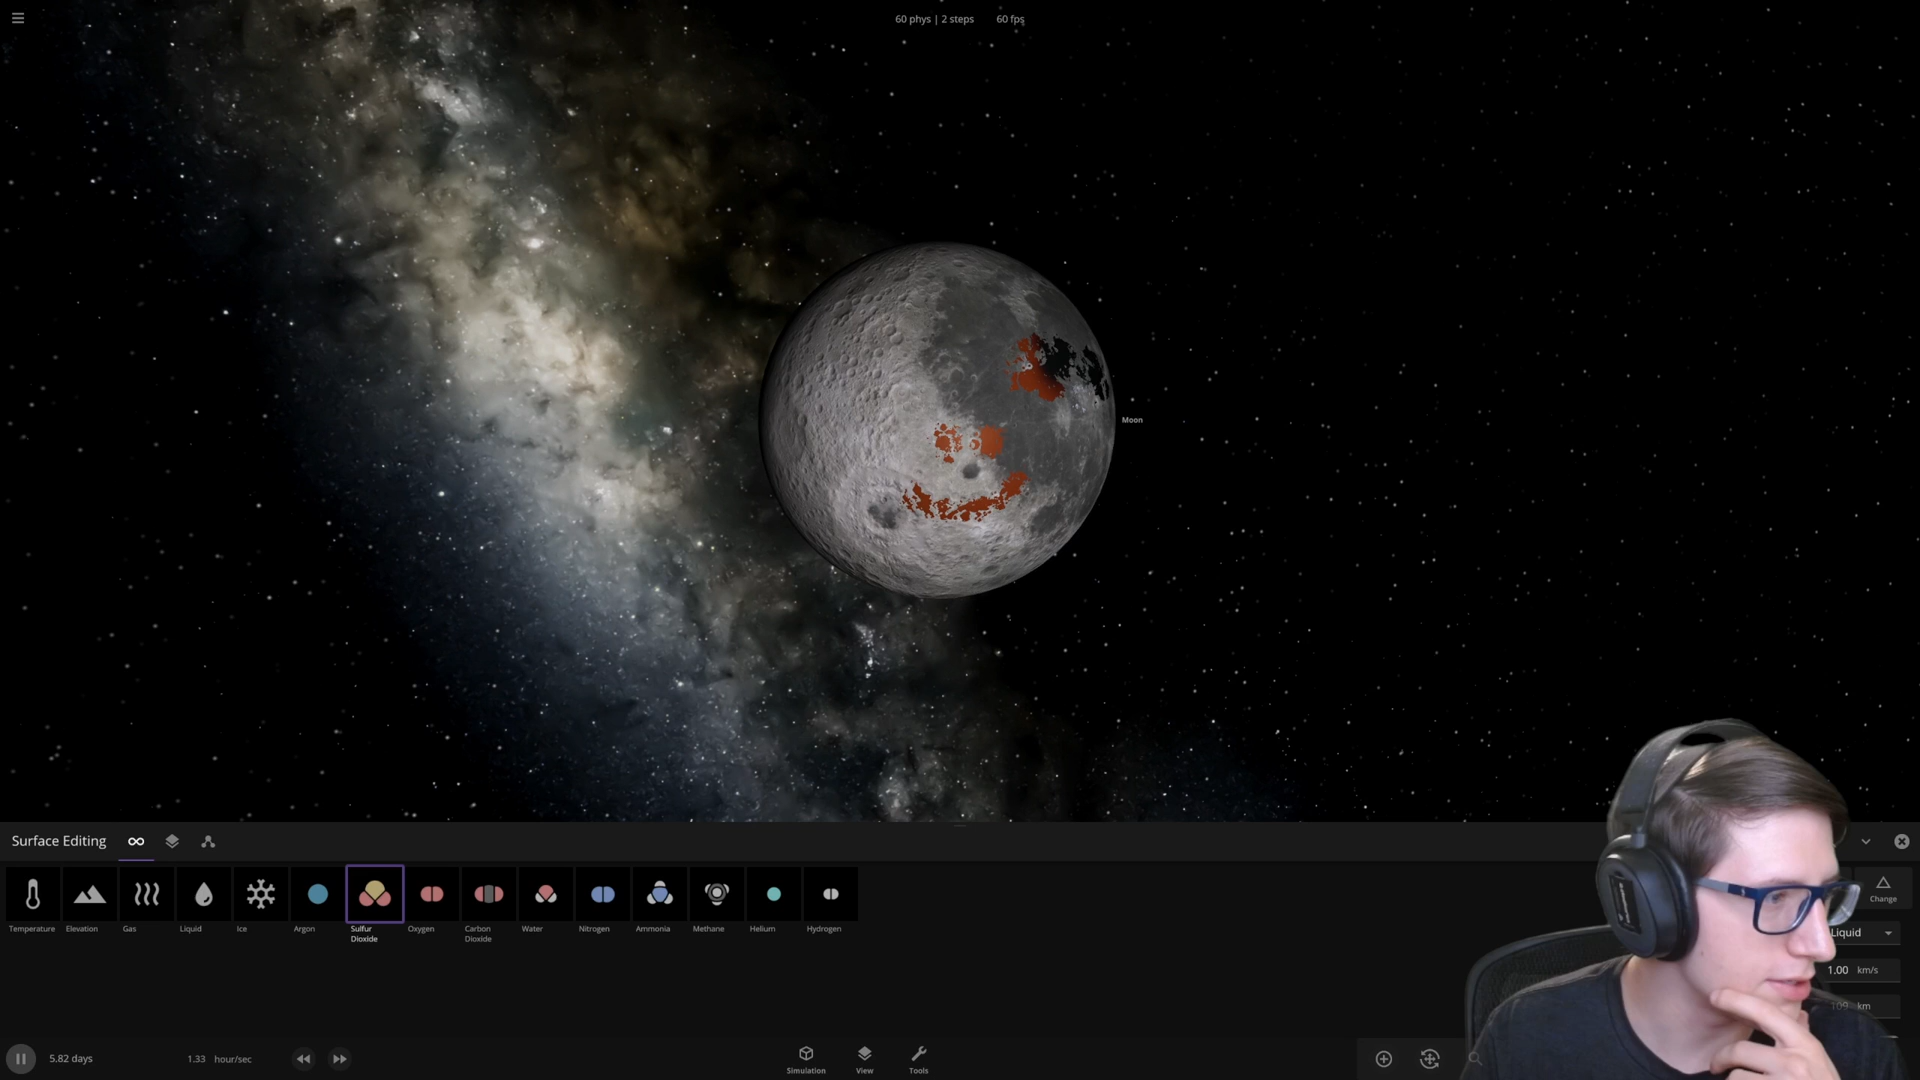 60 phys | 2 steps 60 fps
Moon
Surface Editing
Change
Temperature Elevation Gas Liquid Ice Argon Sulfur Dioxide Oxygen Carbon Dioxide Water Nitrogen Ammonia Methane Helium Hydrogen
Liquid
1.00 km/s
109 km
5.82 days 1.33 hour/sec
Simulation View Tools